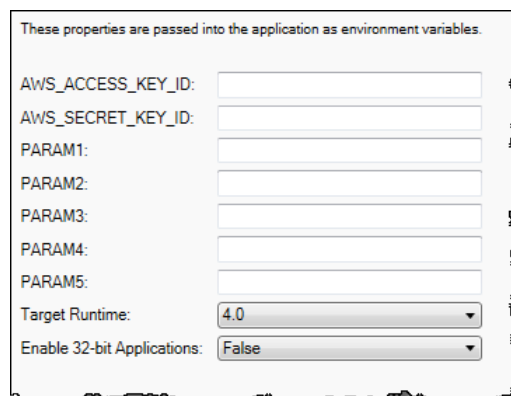 These properties are passed into the application as environment variables.
AWS_ACCESS_KEY_ID:
AWS_SECRET_KEY_ID:
PARAM1:
PARAM2:
PARAM3:
PARAM4:
PARAM5:
Target Runtime: 4.0
Enable 32-bit Applications: False